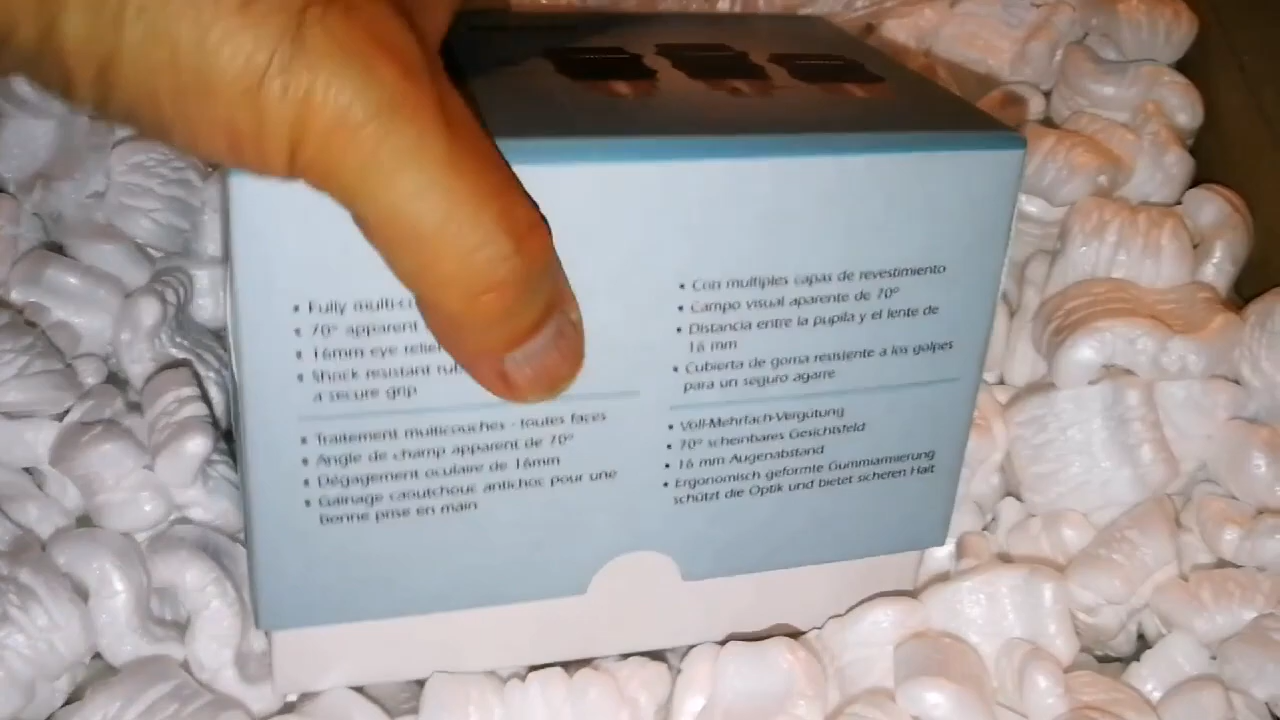 • Fully multi-
• 70° apparent
• 16mm eye relief
• Shock resistant
a secure grip
• Traitement multicouches - toutes faces
• Angle de champ apparent de 70°
• Dégagement oculaire de 16mm
• Gainage caoutchouc antichoc pour une
bonne prise en main
• Con multiples capas de revestimiento
• Campo visual aparente de 70°
• Distancia entre la pupila y el lente de
16 mm
• Cubierta de goma resistente a los golpes
para un seguro agarre
• Voll-Mehrfach-Vergütung
• 70° scheinbares Gesichtsfeld
• 16 mm Augenabstand
• Ergonomisch geformte Gummiarmierung
schützt die Optik und bietet sicheren Halt